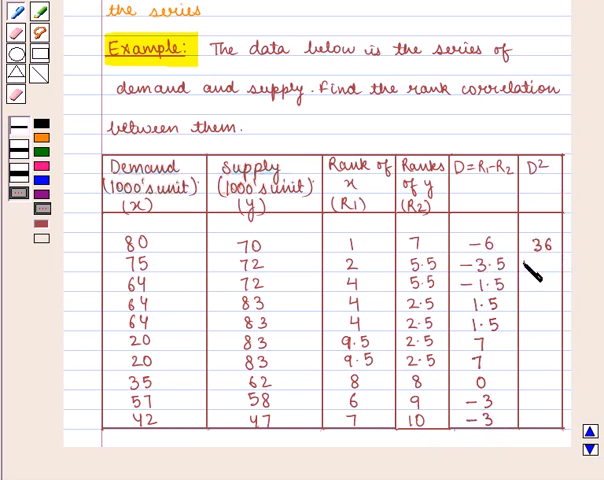 the series
Example: The data below is the series of
demand and supply. Find the rank correlation
between them.
Demand (1000's unit) (x) Supply (1000's unit) (y) Rank of x (R1) Ranks of y (R2) D=R1-R2 D²
80 70 1 7 -6 36
75 72 2 5.5 -3.5
64 72 4 5.5 -1.5
64 83 4 2.5 1.5
64 83 4 2.5 1.5
20 83 9.5 2.5 7
20 83 9.5 2.5 7
35 62 8 8 0
57 58 6 9 -3
42 47 7 10 -3